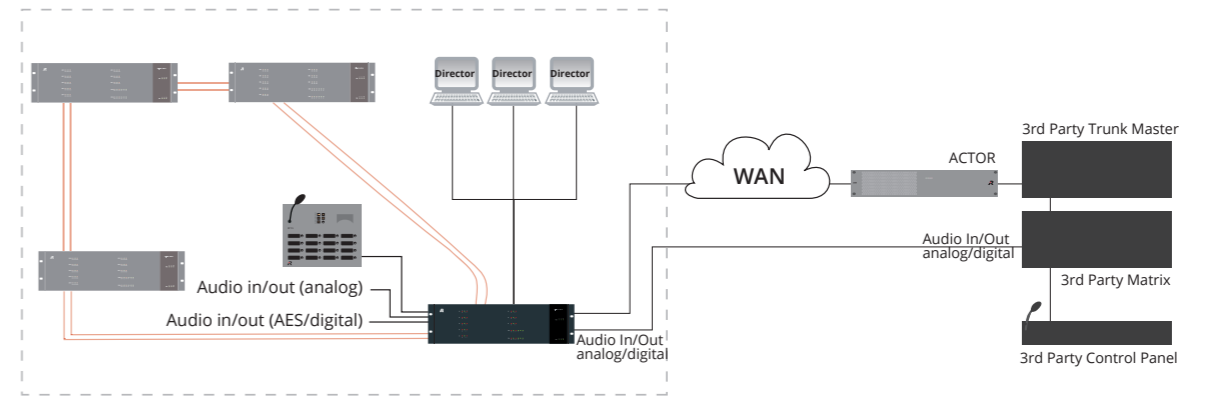 Director
Director
Director
3rd Party Trunk Master
ACTOR
WAN
Audio In/Out
analog/digital
3rd Party Matrix
Audio in/out (analog)
Audio in/out (AES/digital)
Audio In/Out
analog/digital
3rd Party Control Panel